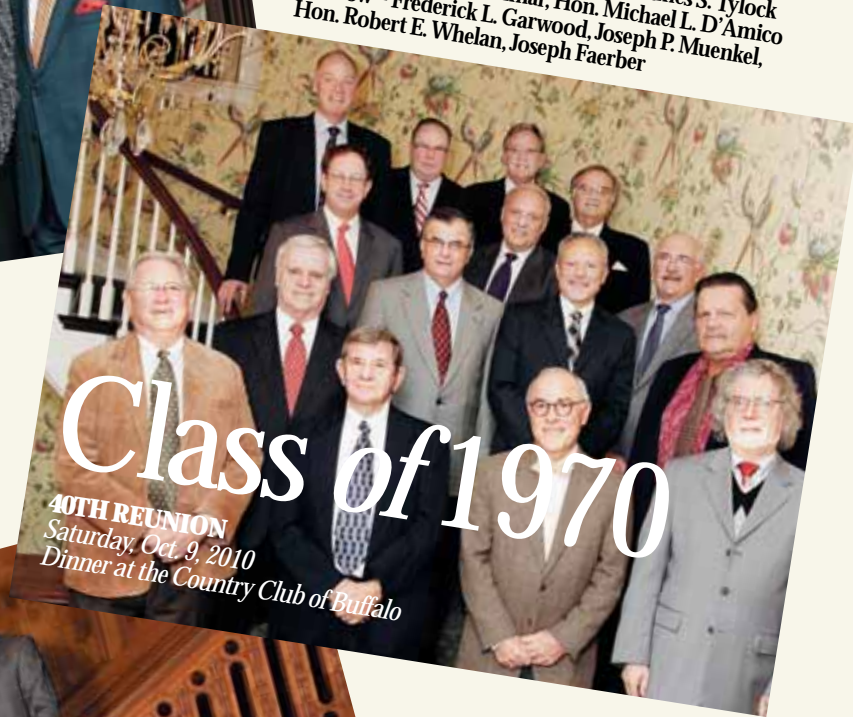 S. Tylock
Hon. Michael L. D'Amico
Frederick L. Garwood, Joseph P. Muenkel,
Hon. Robert E. Whelan, Joseph Faerber
Class of 1970
40TH REUNION
Saturday, Oct. 9, 2010
Dinner at the Country Club of Buffalo